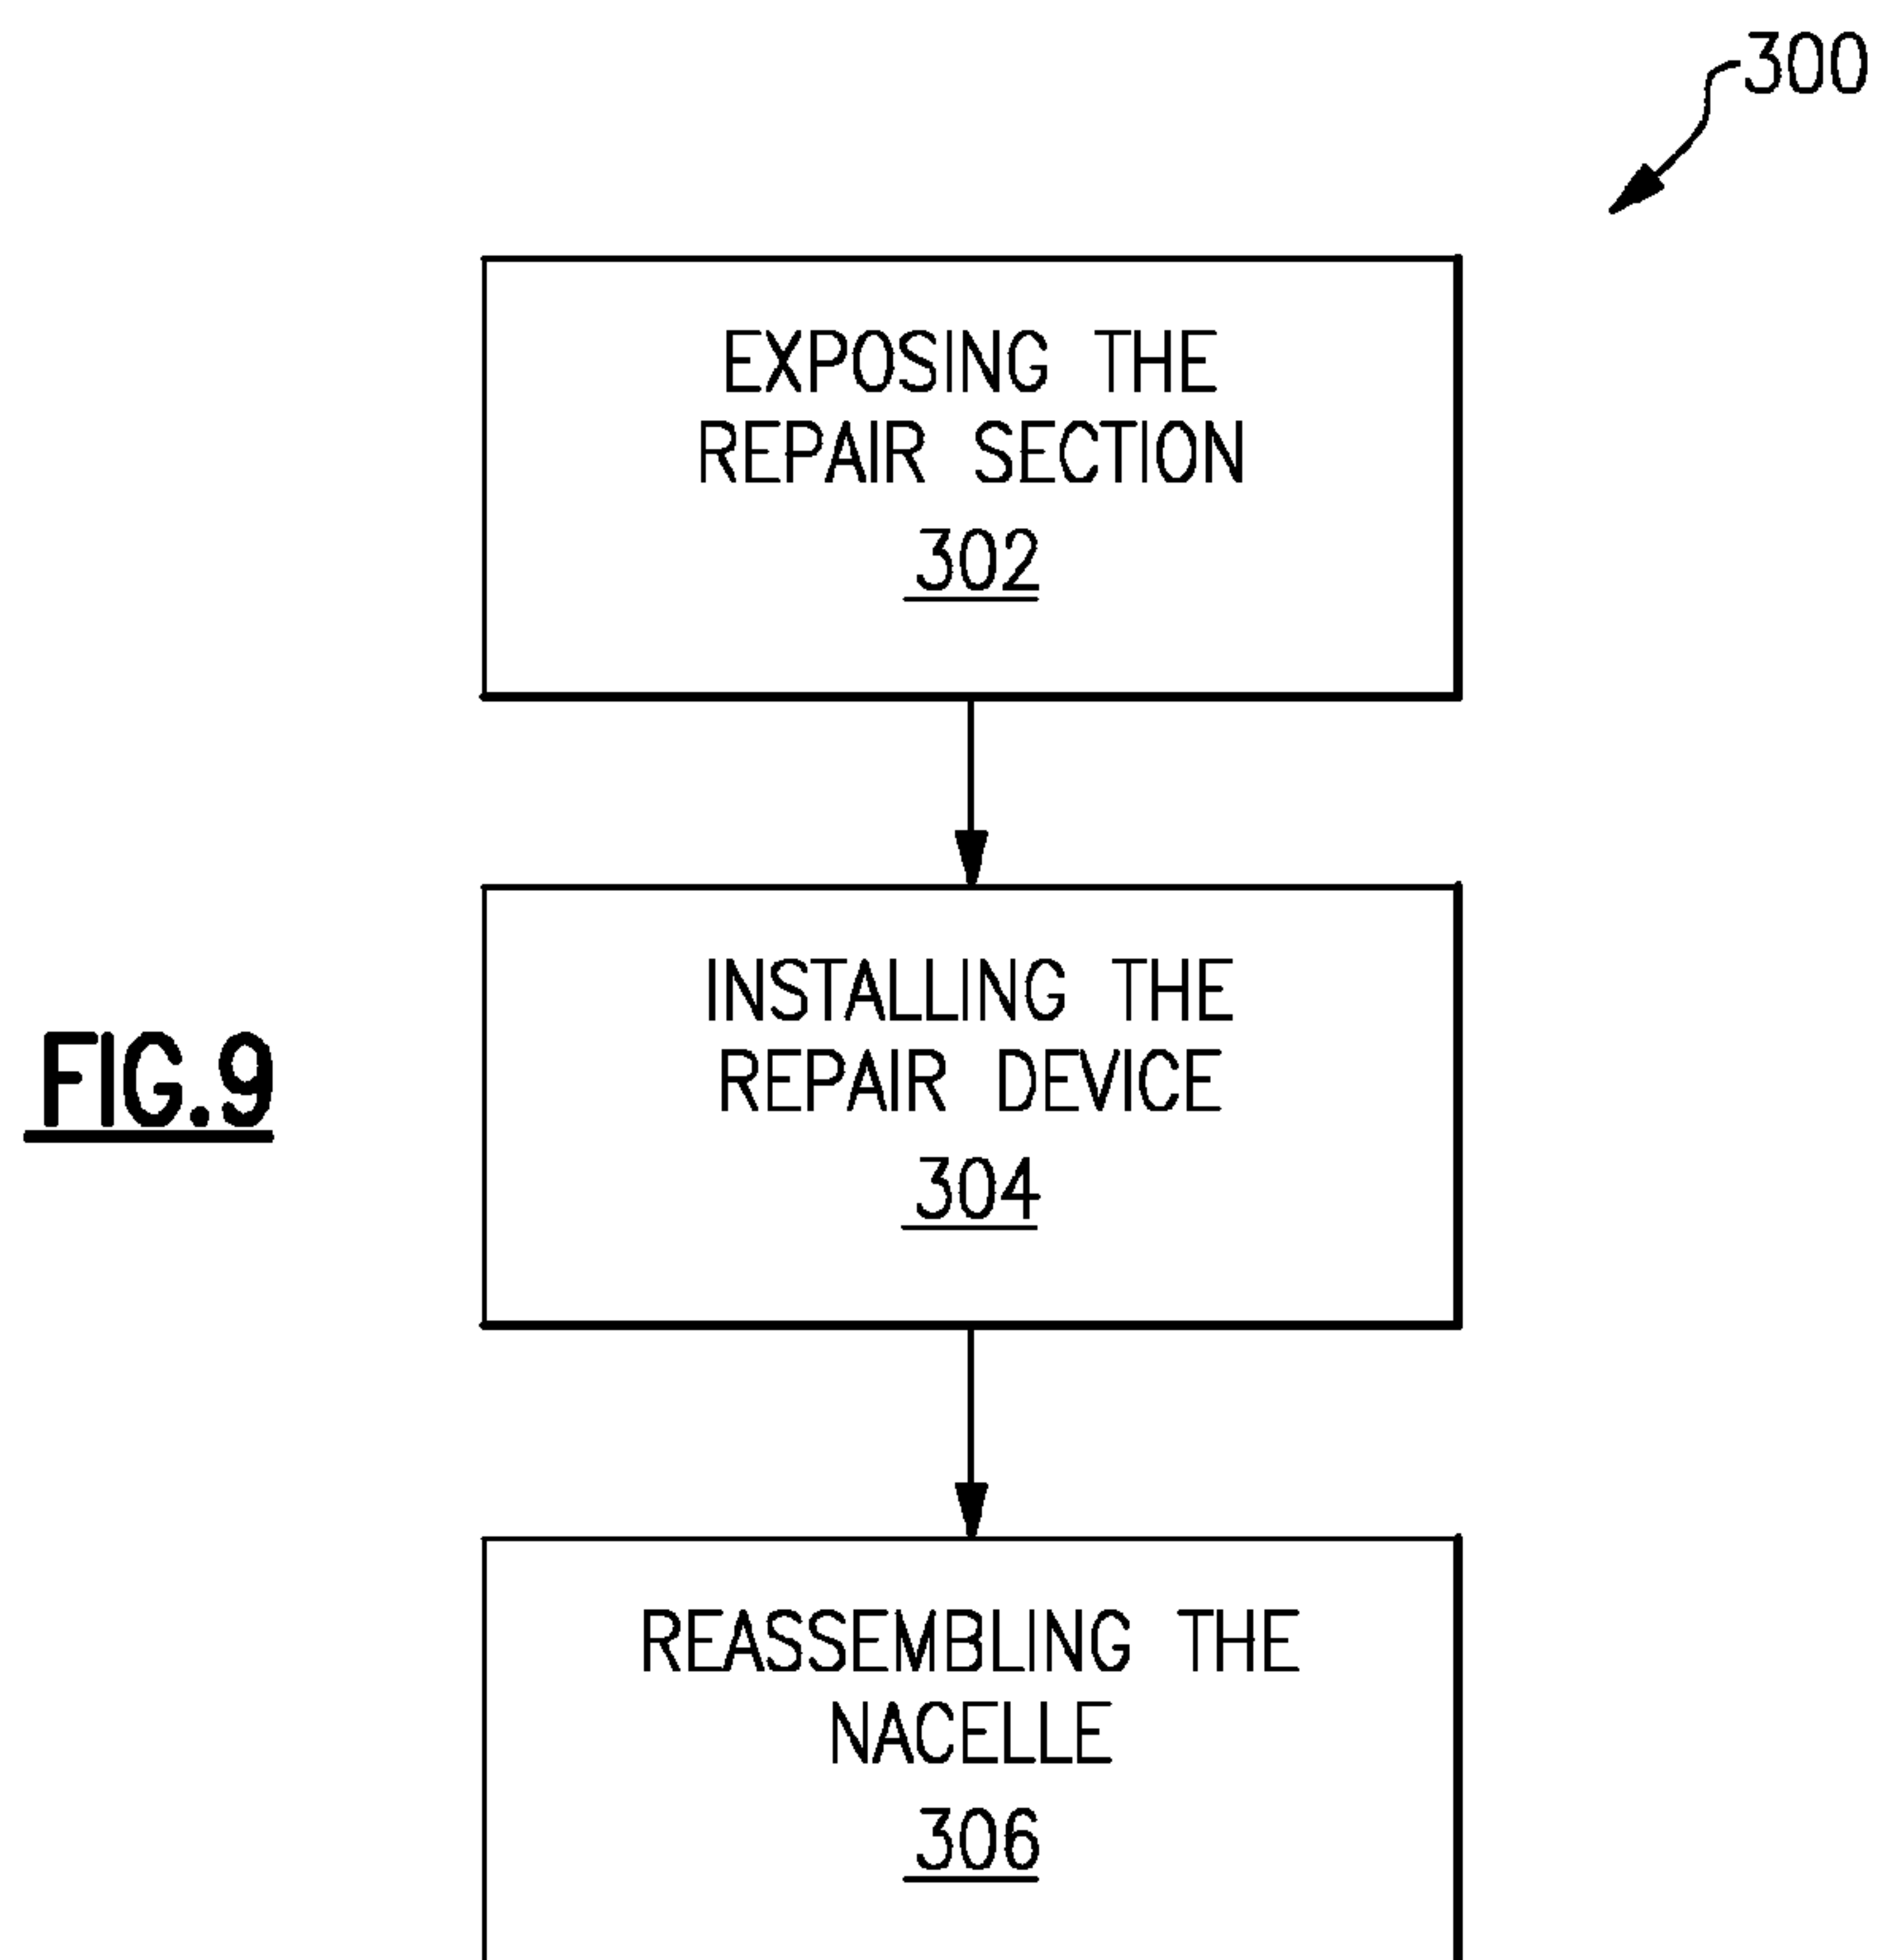 300
EXPOSING THE
REPAIR SECTION
302
INSTALLING THE
REPAIR DEVICE
304
FIG.9
REASSEMBLING THE
NACELLE
306